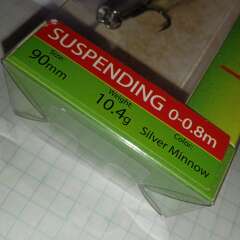 SUSPENDING 0-0.8m
Size: Weight: Color:
90mm 10.4g Silver Minnow